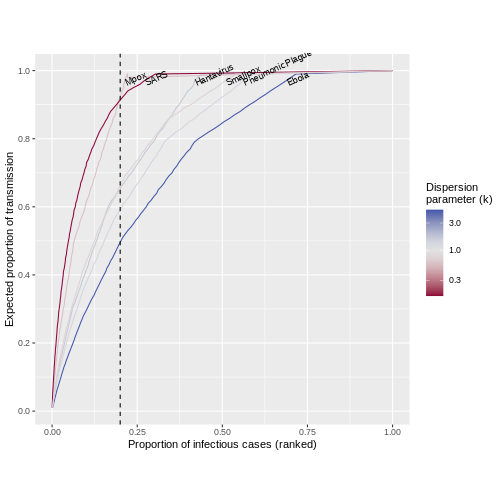 Mpox
SARS
Hantavirus
Smallpox
Pneumonic Plague
Ebola
1.0
0.8
0.6
0.4
0.2
0.0
Expected proportion of transmission
0.00
0.25
0.50
0.75
1.00
Proportion of infectious cases (ranked)
Dispersion
parameter (k)
3.0
1.0
0.3